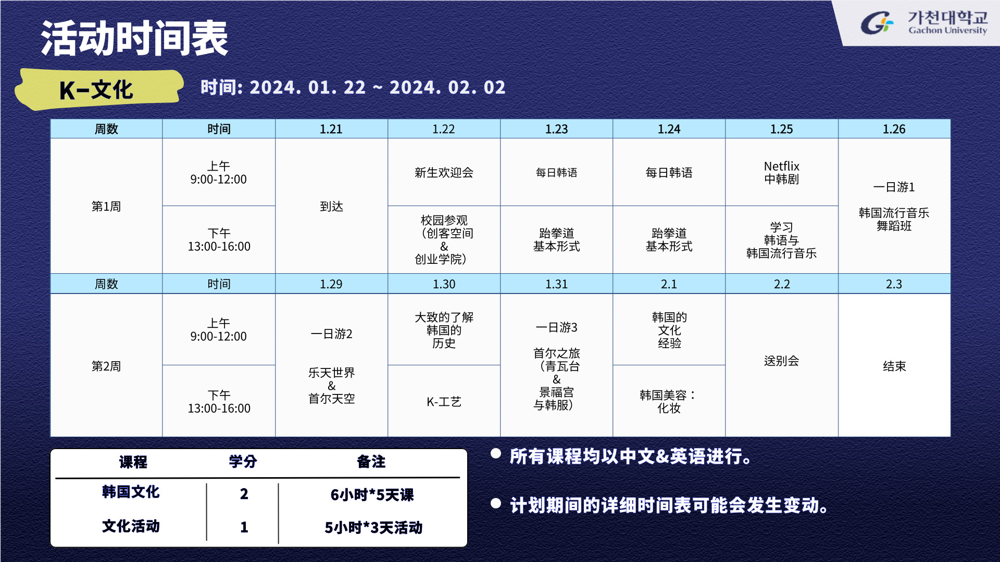 活动时间表
가천대학교
Gachon University
K-文化
时间: 2024. 01. 22 ~ 2024. 02. 02
周数 时间 1.21 1.22 1.23 1.24 1.25 1.26
第1周
上午
9:00-12:00
到达
新生欢迎会
每日韩语
每日韩语
Netflix
中韩剧
一日游1
韩国流行音乐
舞蹈班
下午
13:00-16:00
校园参观
（创客空间
&
创业学院）
跆拳道
基本形式
跆拳道
基本形式
学习
韩语与
韩国流行音乐
周数 时间 1.29 1.30 1.31 2.1 2.2 2.3
第2周
上午
9:00-12:00
一日游2
乐天世界
&
首尔天空
大致的了解
韩国的
历史
一日游3
首尔之旅
（青瓦台
&
景福宫
与韩服）
韩国的
文化
经验
送别会
结束
下午
13:00-16:00
K-工艺
韩国美容：
化妆
课程 学分 备注
韩国文化 2 6小时*5天课
文化活动 1 5小时*3天活动
所有课程均以中文&英语进行。
计划期间的详细时间表可能会发生变动。